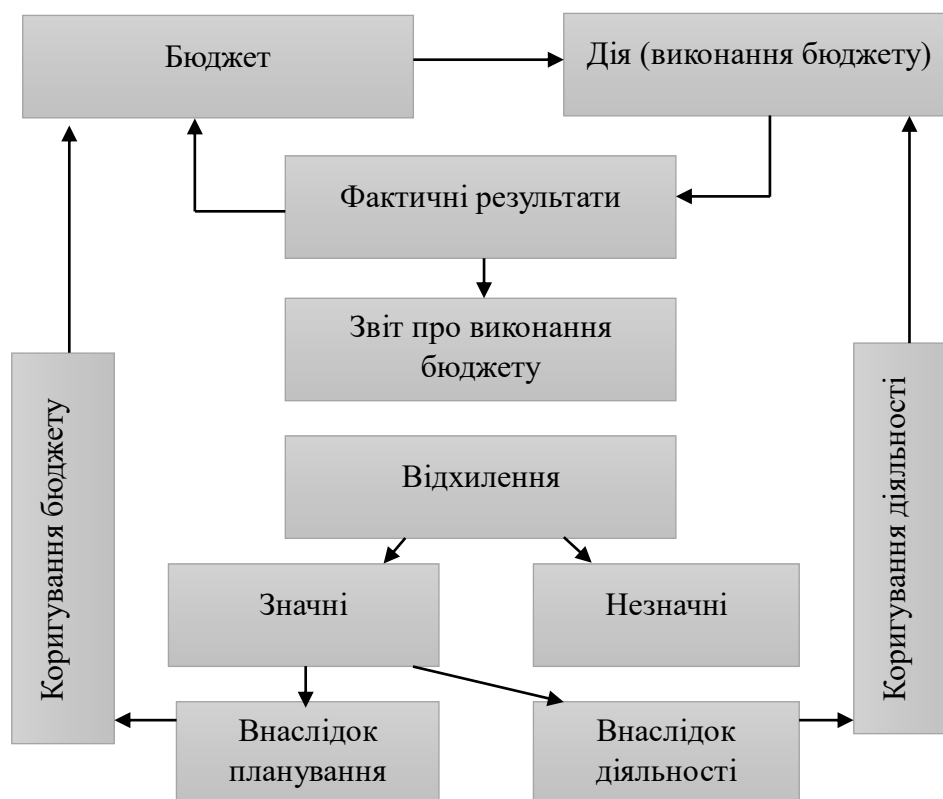 Бюджет
Дія (виконання бюджету)
Фактичні результати
Звіт про виконання
бюджету
Коригування бюджету
Коригування діяльності
Відхилення
Значні
Незначні
Внаслідок
планування
Внаслідок
діяльності